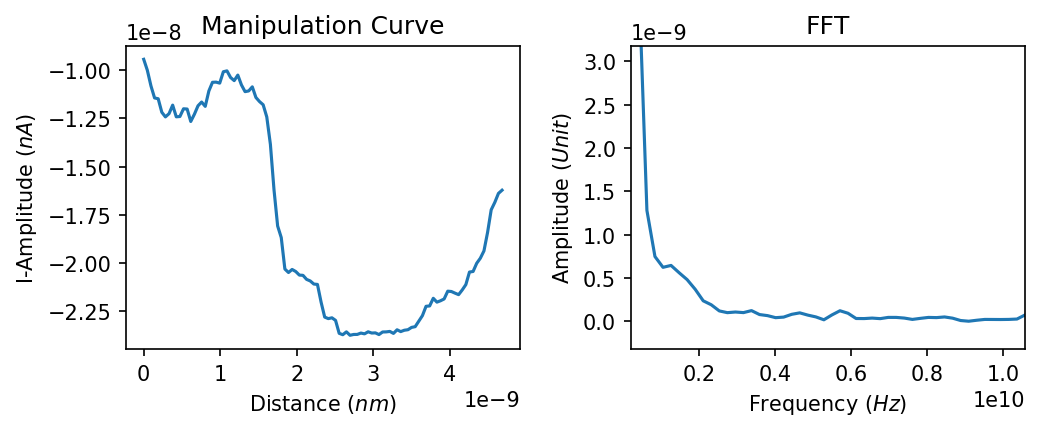 Manipulation Curve
1e−8
−1.00
−1.25
−1.50
−1.75
−2.00
−2.25
I-Amplitude (nA)
0 1 2 3 4
1e−9
Distance (nm)
FFT
1e−9
3.0
2.5
2.0
1.5
1.0
0.5
0.0
Amplitude (Unit)
0.2 0.4 0.6 0.8 1.0
1e10
Frequency (Hz)